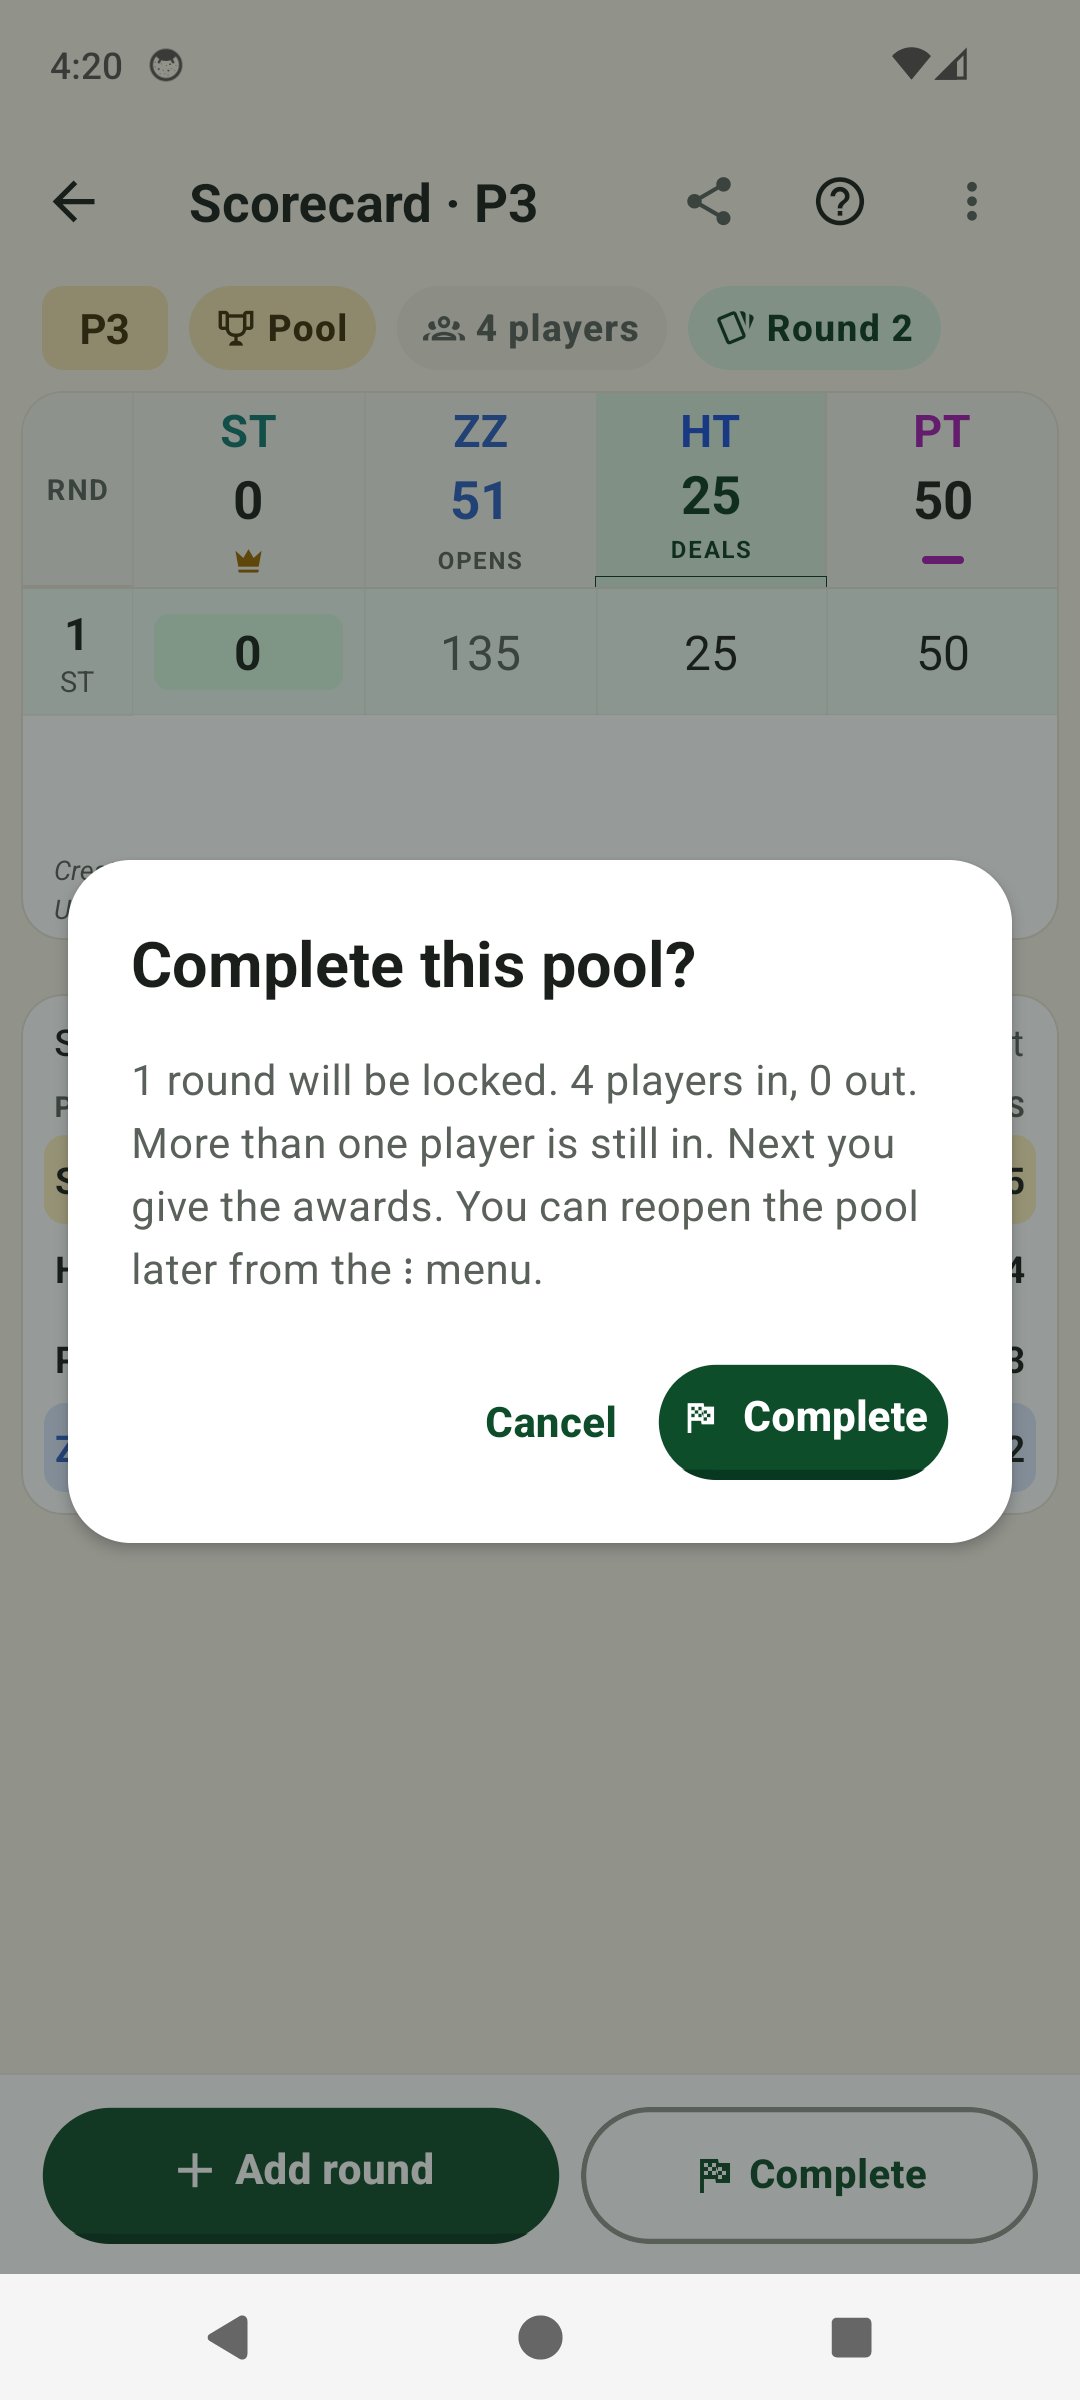 4:20
Scorecard · P3
P3
Pool
4 players
Round 2
RND
ST
ZZ
HT
PT
0
51
25
50
OPENS
DEALS
1
ST
0
135
25
50
Complete this pool?
1 round will be locked. 4 players in, 0 out.
More than one player is still in. Next you
give the awards. You can reopen the pool
later from the ⋮ menu.
Cancel
Complete
Add round
Complete